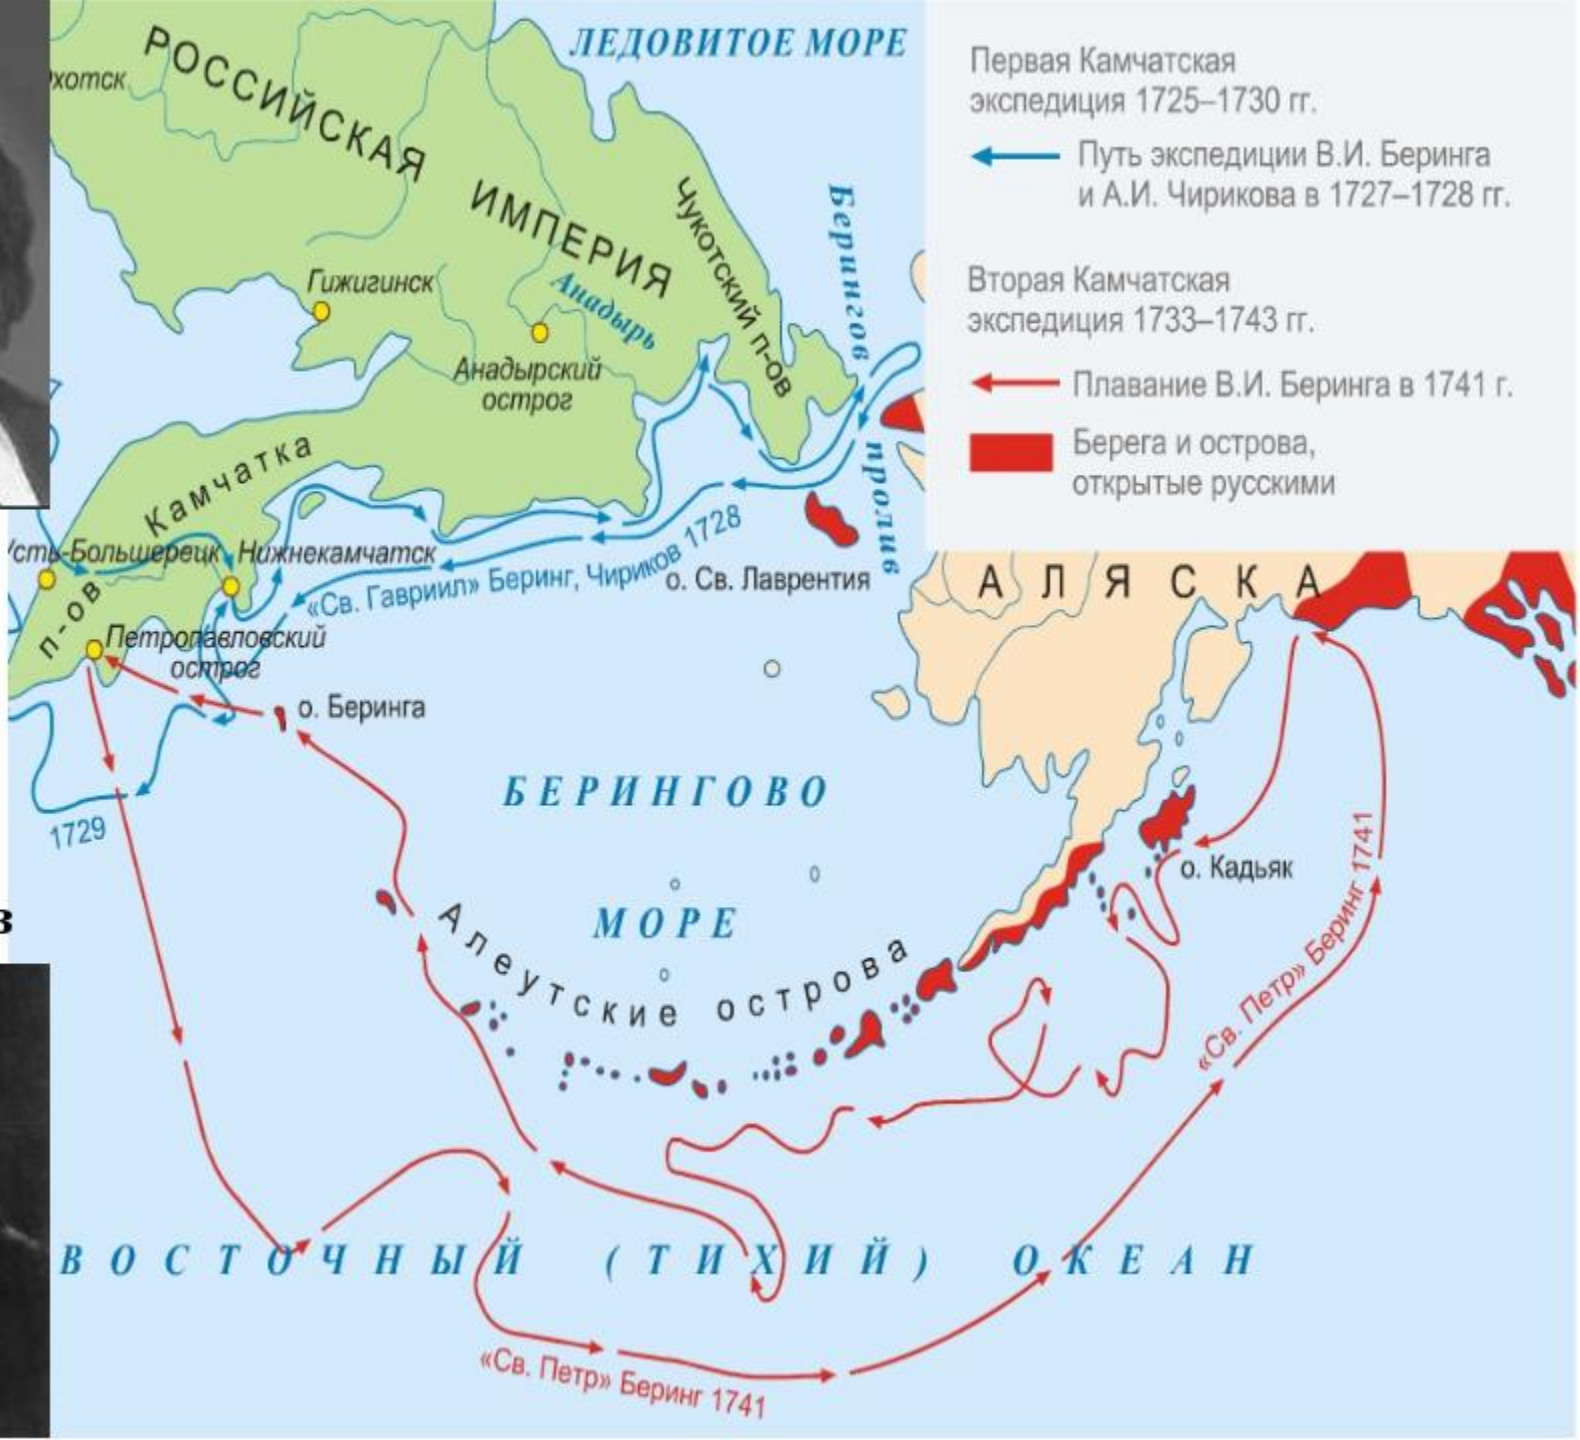 РОССИЙСКАЯ
ИМПЕРИЯ
ЛЕДОВИТОЕ МОРЕ
хотск
Гижигинск
Анадырь
Анадырский
острог
Чукотский п-ов
Берингов
пролив
Первая Камчатская
экспедиция 1725–1730 гг.
Путь экспедиции В.И. Беринга
и А.И. Чирикова в 1727–1728 гг.
Вторая Камчатская
экспедиция 1733–1743 гг.
Плавание В.И. Беринга в 1741 г.
Берега и острова,
открытые русскими
п-ов Камчатка
Усть-Большерецк
Нижнекамчатск
«Св. Гавриил» Беринг, Чириков 1728
о. Св. Лаврентия
АЛЯСКА
Петропавловский
острог
о. Беринга
1729
БЕРИНГОВО
МОРЕ
о. Кадьяк
Алеутские острова
«Св. Петр» Беринг 1741
в
ВОСТОЧНЫЙ (ТИХИЙ) ОКЕАН
«Св. Петр» Беринг 1741